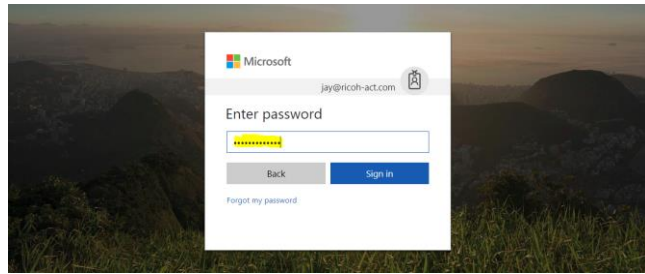 Microsoft
jay@ricoh-act.com
Enter password
Back Sign in
Forgot my password